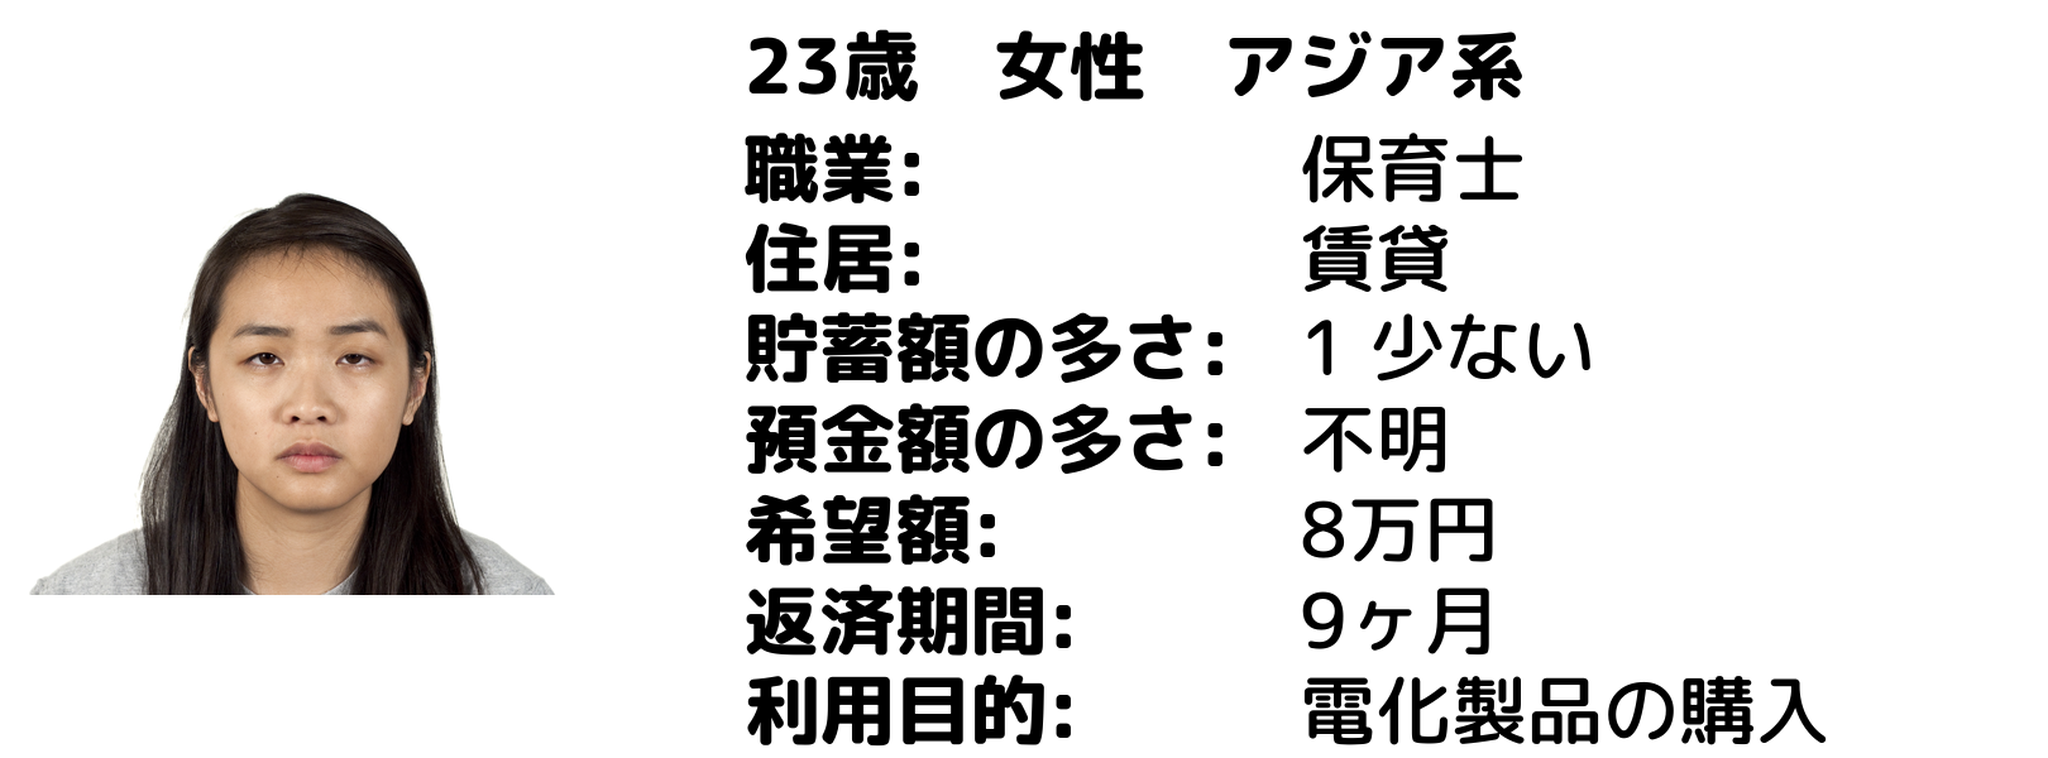 23歳　女性　アジア系
職業: 保育士
住居: 賃貸
貯蓄額の多さ: 1 少ない
預金額の多さ: 不明
希望額: 8万円
返済期間: 9ヶ月
利用目的: 電化製品の購入